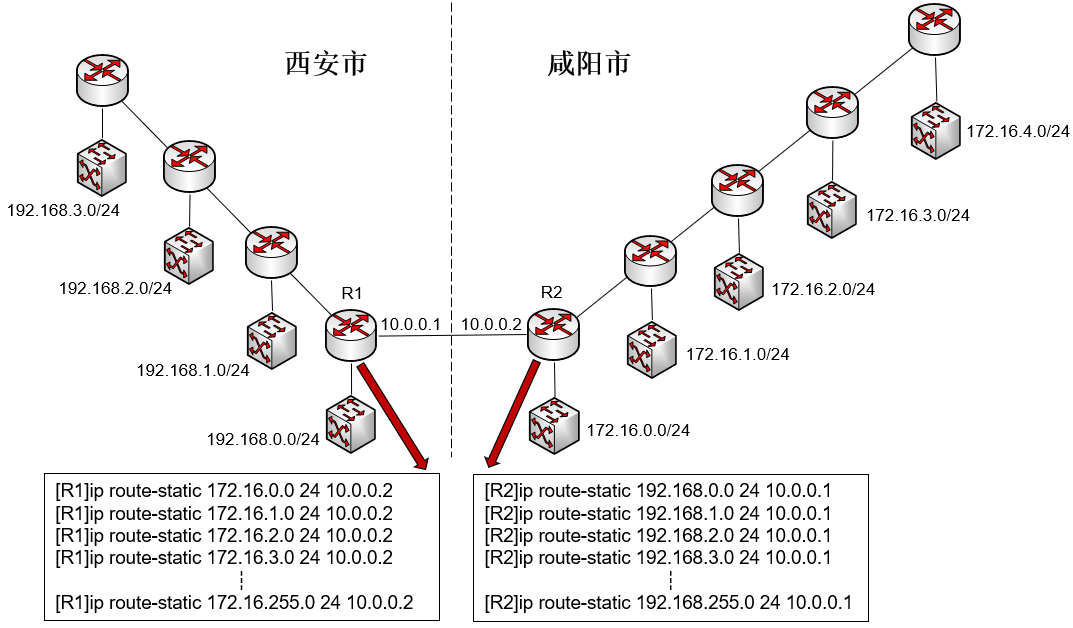 西安市
咸阳市
172.16.4.0/24
192.168.3.0/24
172.16.3.0/24
192.168.2.0/24
172.16.2.0/24
R1
R2
10.0.0.1
10.0.0.2
192.168.1.0/24
172.16.1.0/24
192.168.0.0/24
172.16.0.0/24
[R1]ip route-static 172.16.0.0 24 10.0.0.2
[R1]ip route-static 172.16.1.0 24 10.0.0.2
[R1]ip route-static 172.16.2.0 24 10.0.0.2
[R1]ip route-static 172.16.3.0 24 10.0.0.2
[R1]ip route-static 172.16.255.0 24 10.0.0.2
[R2]ip route-static 192.168.0.0 24 10.0.0.1
[R2]ip route-static 192.168.1.0 24 10.0.0.1
[R2]ip route-static 192.168.2.0 24 10.0.0.1
[R2]ip route-static 192.168.3.0 24 10.0.0.1
[R2]ip route-static 192.168.255.0 24 10.0.0.1